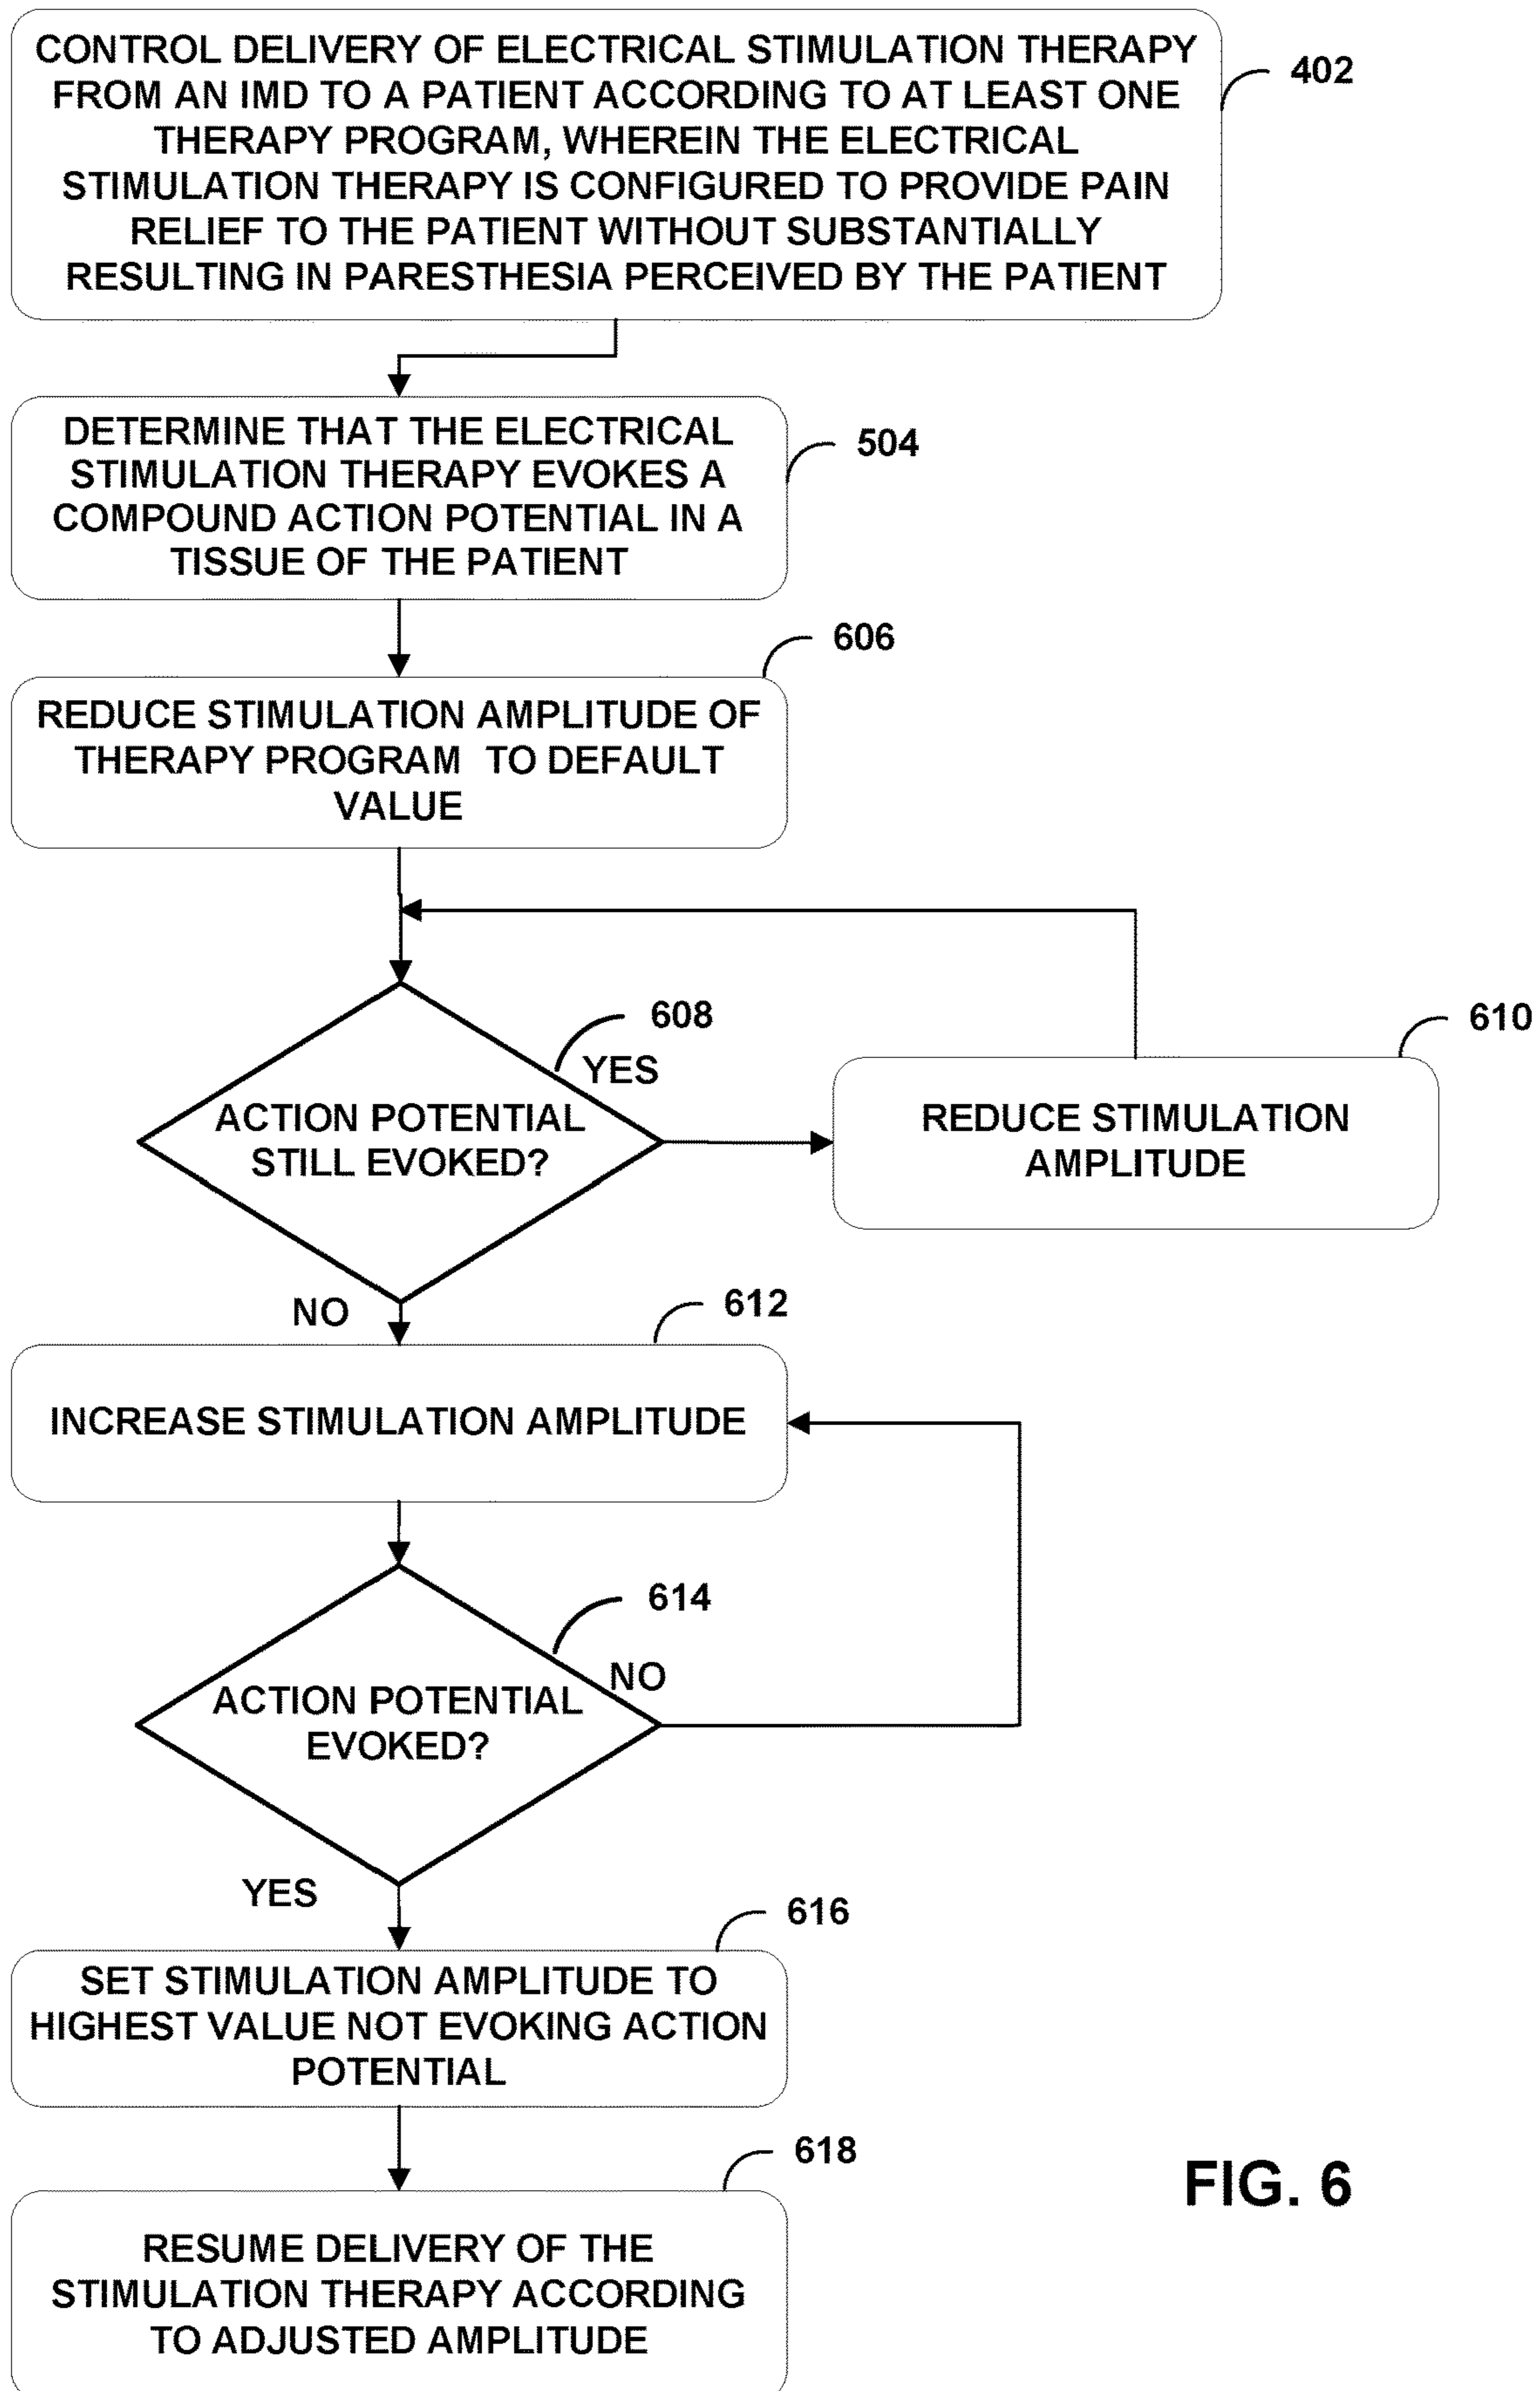 CONTROL DELIVERY OF ELECTRICAL STIMULATION THERAPY
FROM AN IMD TO A PATIENT ACCORDING TO AT LEAST ONE
THERAPY PROGRAM, WHEREIN THE ELECTRICAL
STIMULATION THERAPY IS CONFIGURED TO PROVIDE PAIN
RELIEF TO THE PATIENT WITHOUT SUBSTANTIALLY
RESULTING IN PARESTHESIA PERCEIVED BY THE PATIENT
402
DETERMINE THAT THE ELECTRICAL
STIMULATION THERAPY EVOKES A
COMPOUND ACTION POTENTIAL IN A
TISSUE OF THE PATIENT
504
606
REDUCE STIMULATION AMPLITUDE OF
THERAPY PROGRAM TO DEFAULT
VALUE
608
YES
ACTION POTENTIAL
STILL EVOKED?
610
REDUCE STIMULATION
AMPLITUDE
NO
612
INCREASE STIMULATION AMPLITUDE
614
NO
ACTION POTENTIAL
EVOKED?
YES
616
SET STIMULATION AMPLITUDE TO
HIGHEST VALUE NOT EVOKING ACTION
POTENTIAL
618
RESUME DELIVERY OF THE
STIMULATION THERAPY ACCORDING
TO ADJUSTED AMPLITUDE
FIG. 6